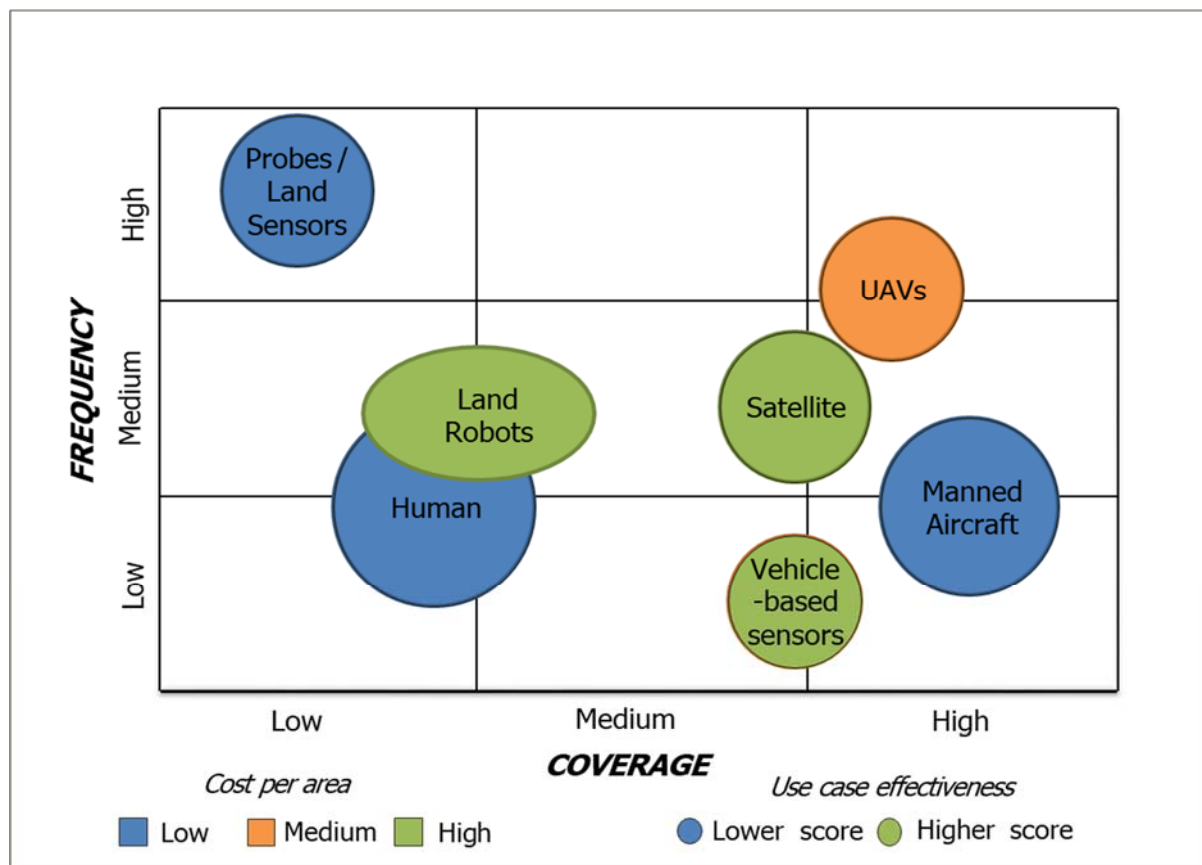 Probes /
Land
Sensors
UAVs
Land
Robots
Satellite
Human
Manned
Aircraft
Vehicle
-based
sensors
FREQUENCY
High
Medium
Low
Low
Medium
High
COVERAGE
Cost per area
Low
Medium
High
Use case effectiveness
Lower score
Higher score